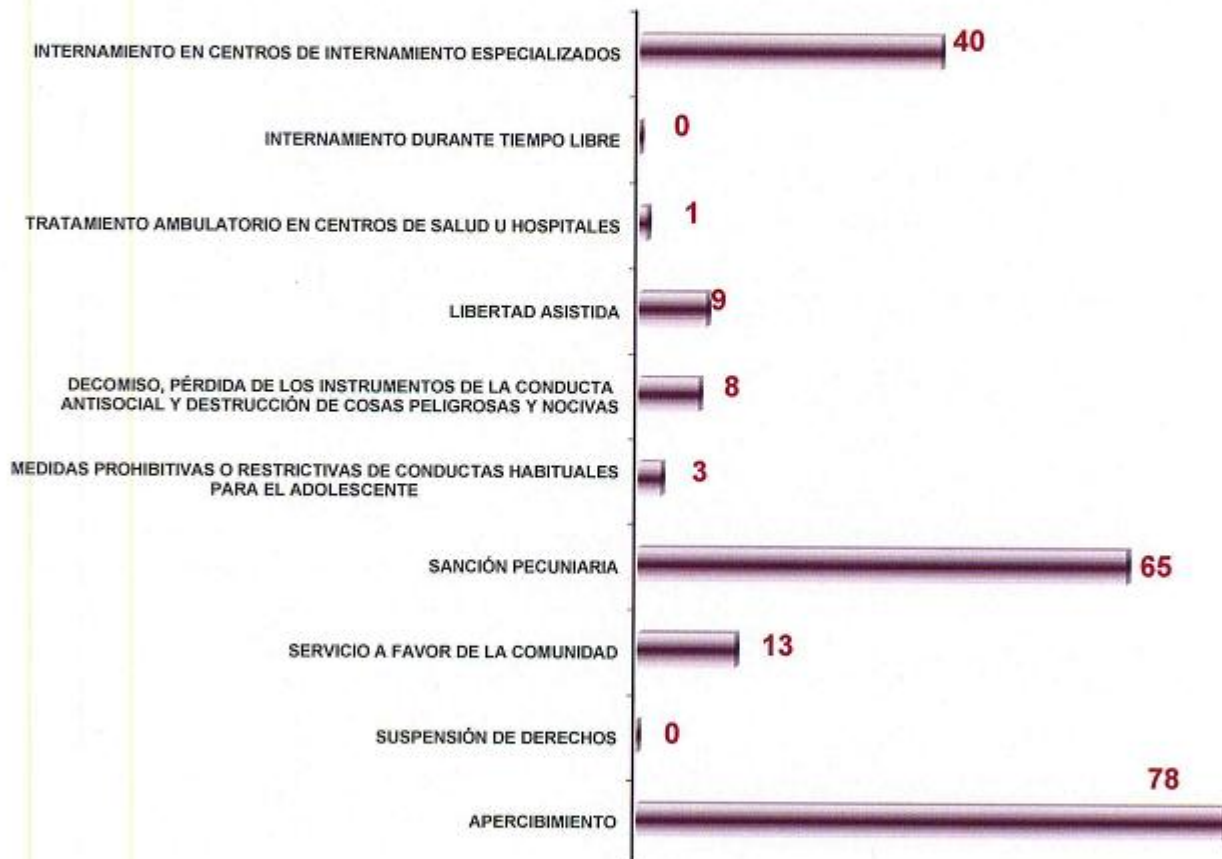 INTERNAMIENTO EN CENTROS DE INTERNAMIENTO ESPECIALIZADOS 40
INTERNAMIENTO DURANTE TIEMPO LIBRE 0
TRATAMIENTO AMBULATORIO EN CENTROS DE SALUD U HOSPITALES 1
LIBERTAD ASISTIDA 9
DECOMISO, PÉRDIDA DE LOS INSTRUMENTOS DE LA CONDUCTA
ANTISOCIAL Y DESTRUCCIÓN DE COSAS PELIGROSAS Y NOCIVAS 8
MEDIDAS PROHIBITIVAS O RESTRICTIVAS DE CONDUCTAS HABITUALES
PARA EL ADOLESCENTE 3
SANCIÓN PECUNIARIA 65
SERVICIO A FAVOR DE LA COMUNIDAD 13
SUSPENSIÓN DE DERECHOS 0
APERCIBIMIENTO 78